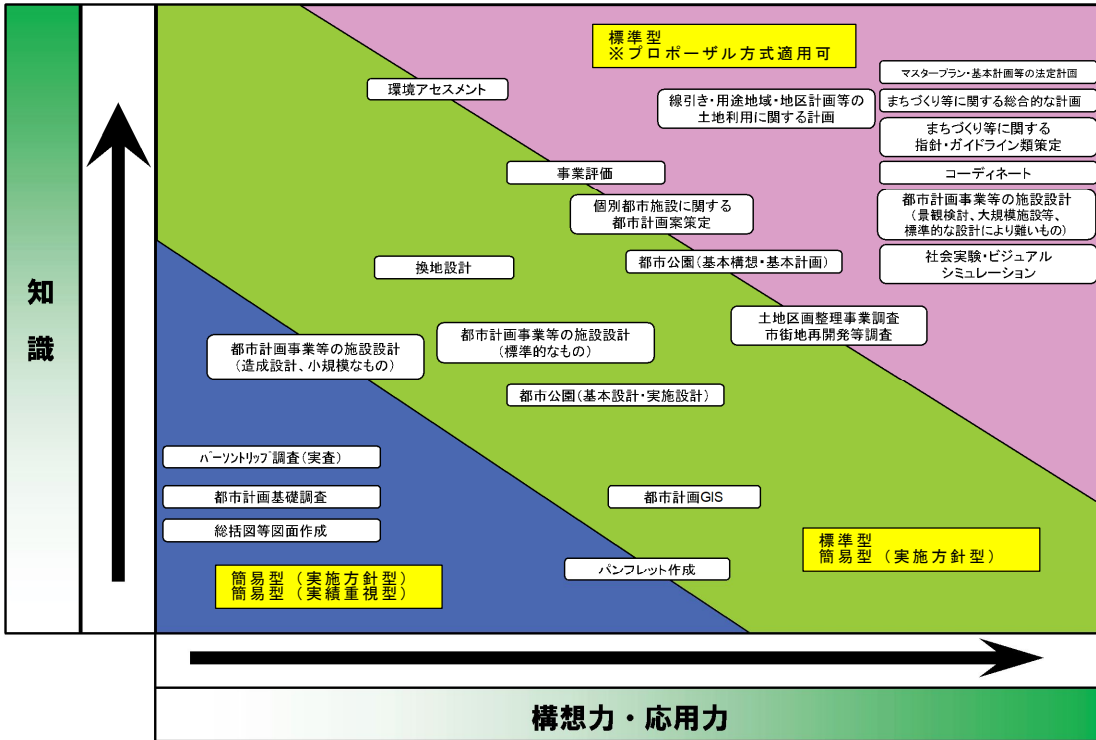 標準型
※プロポーザル方式適用可
マスタープラン・基本計画等の法定計画
環境アセスメント
線引き・用途地域・地区計画等の
土地利用に関する計画
まちづくり等に関する総合的な計画
まちづくり等に関する
指針・ガイドライン類策定
事業評価
コーディネート
個別都市施設に関する
都市計画案策定
都市計画事業等の施設設計
(景観検討、大規模施設等、
標準的な設計により難いもの)
換地設計
都市公園(基本構想・基本計画)
社会実験・ビジュアル
シミュレーション
知
識
土地区画整理事業調査
市街地再開発等調査
都市計画事業等の施設設計
(標準的なもの)
都市計画事業等の施設設計
(造成設計、小規模なもの)
都市公園(基本設計・実施設計)
パーソントリップ調査(実査)
都市計画基礎調査
都市計画GIS
総括図等図面作成
標準型
簡易型(実施方針型)
パンフレット作成
簡易型(実施方針型)
簡易型(実績重視型)
構想力・応用力